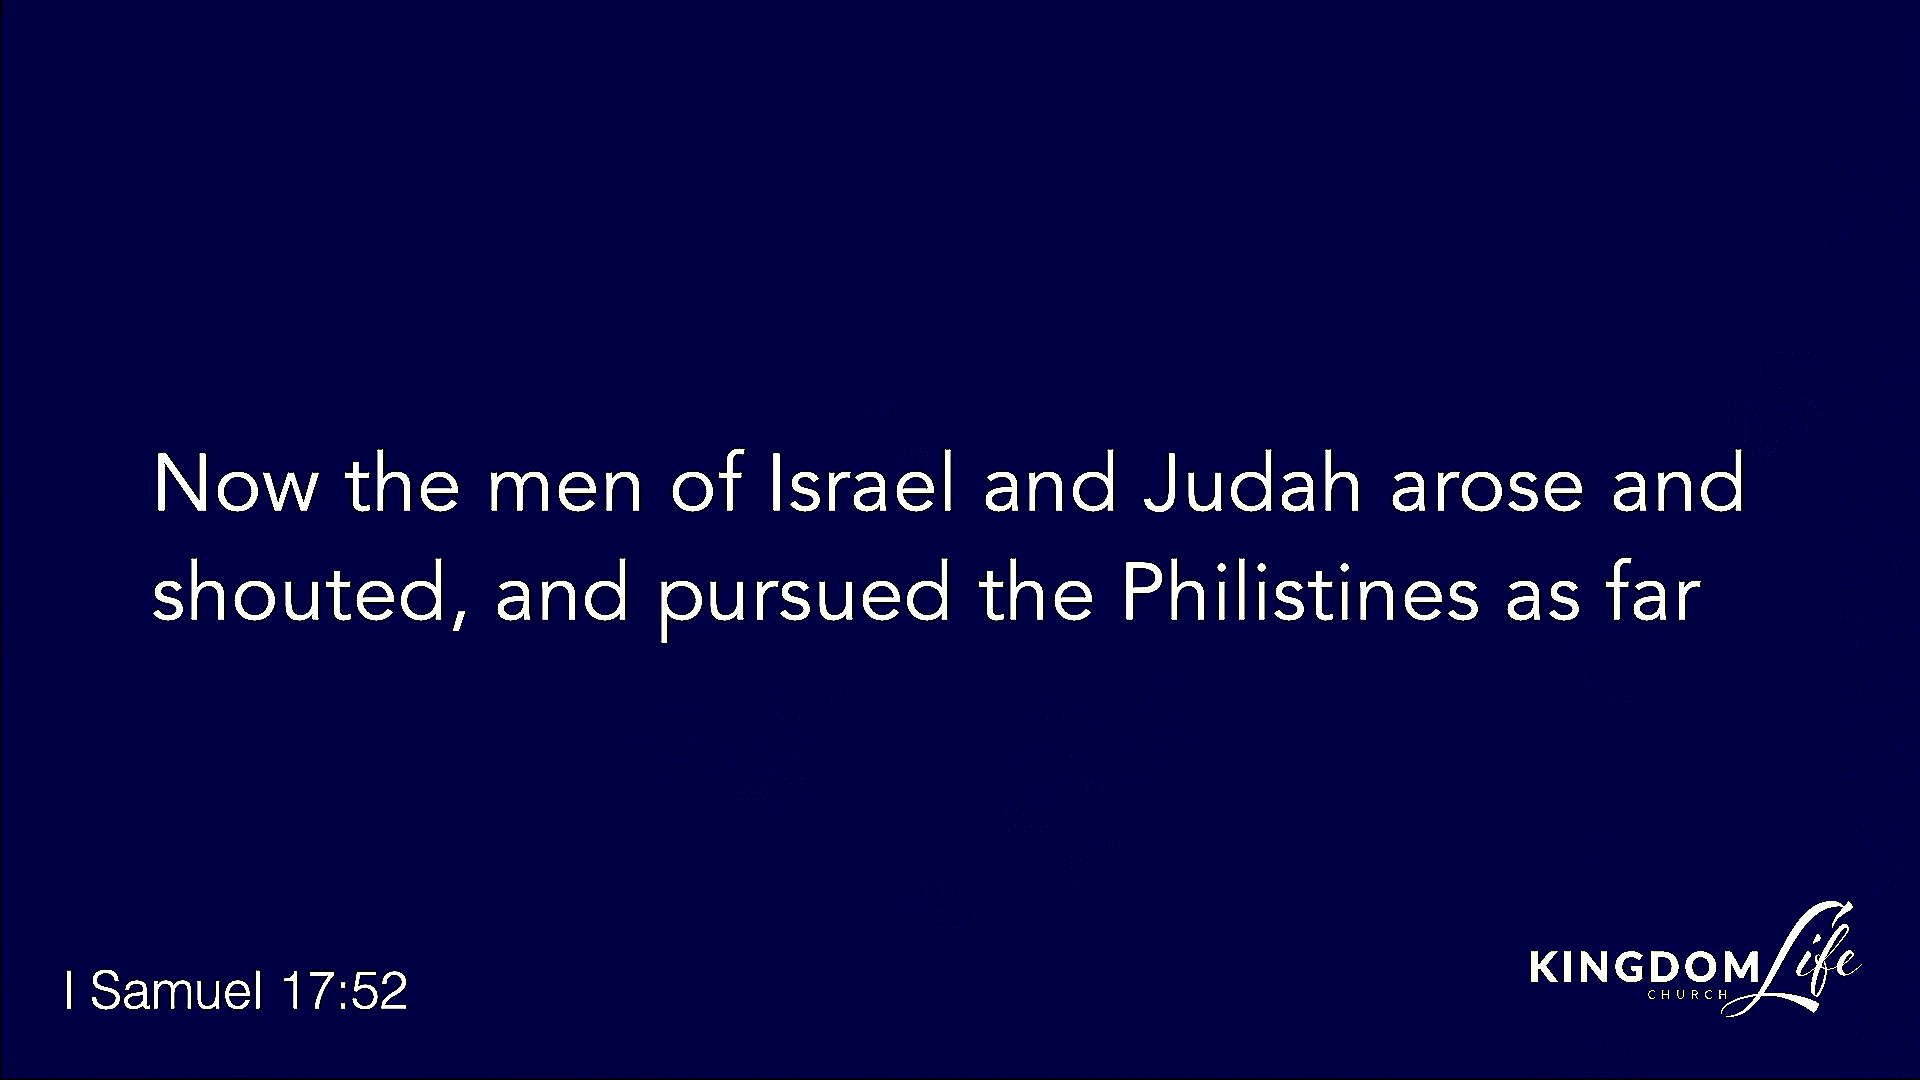 Now the men of Israel and Judah arose and
shouted, and pursued the Philistines as far
I Samuel 17:52
KINGDOM Life
CHURCH